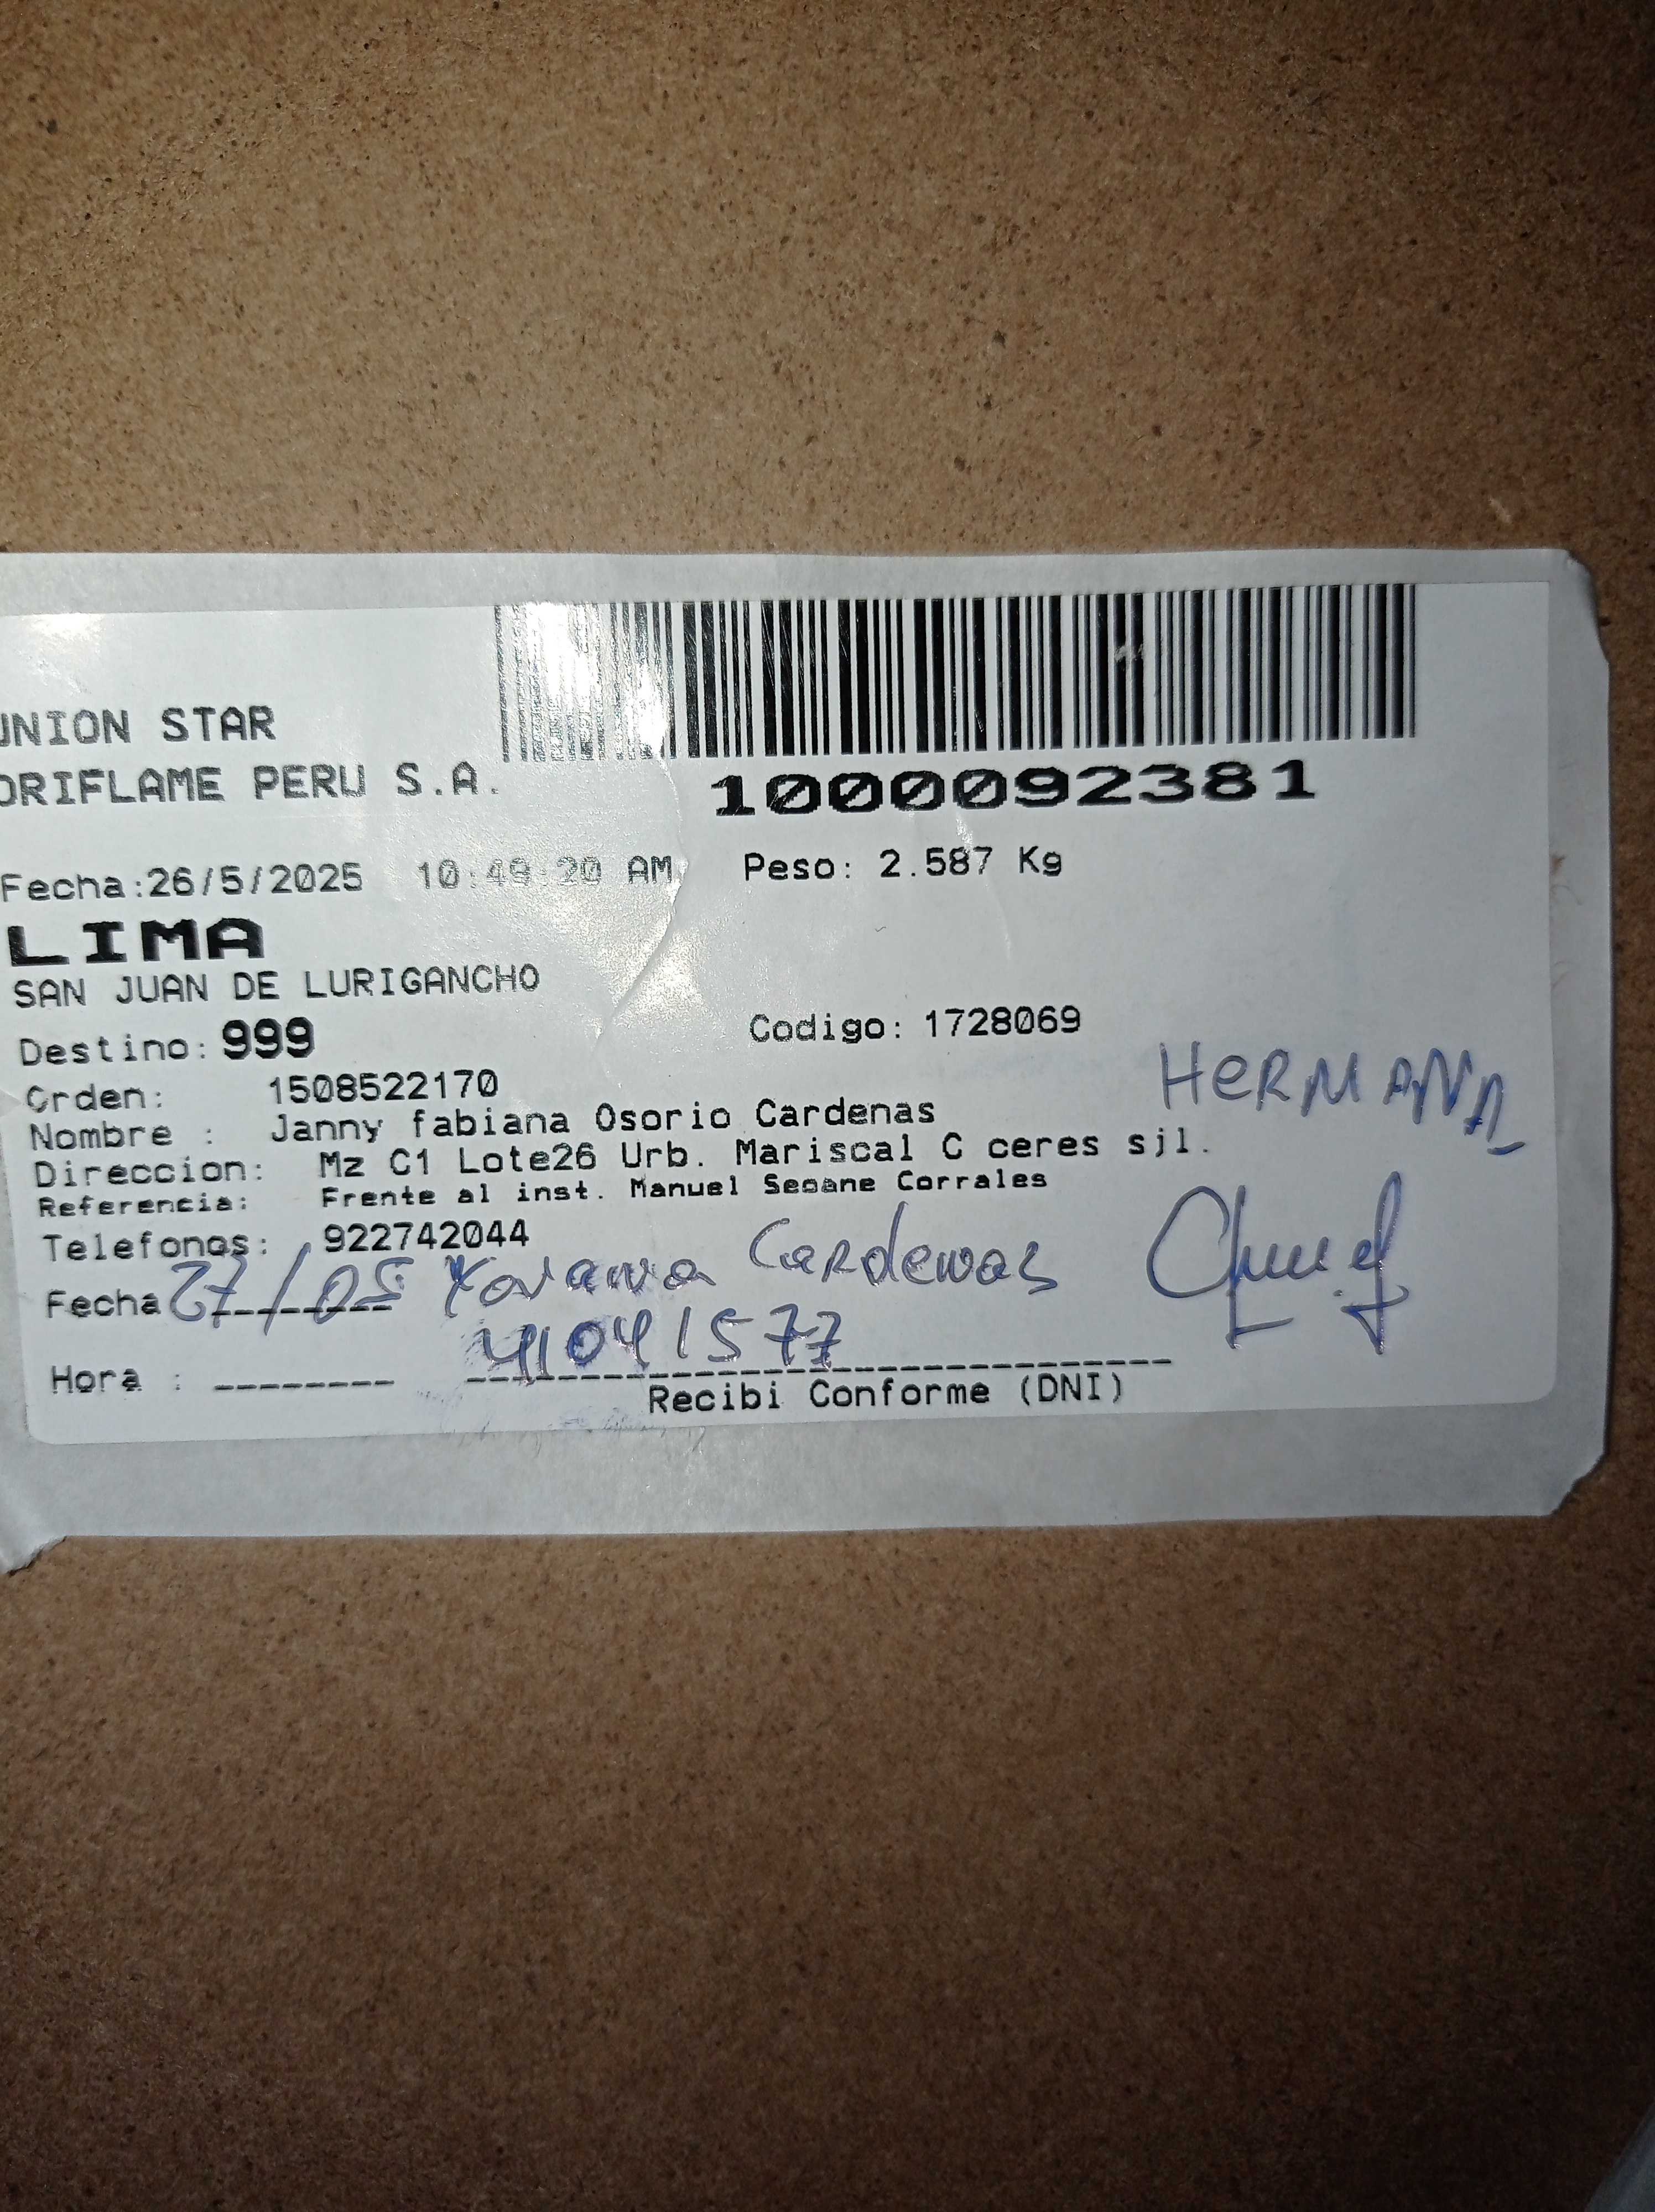 UNION STAR
ORIFLAME PERU S.A.
1000092381
Fecha:26/5/2025 10:49:20 AM Peso: 2.587 Kg
LIMA
SAN JUAN DE LURIGANCHO
Destino: 999 Codigo: 1728069
Orden: 1508522170
HERMANA
Nombre : Janny fabiana Osorio Cardenas
Direccion: Mz C1 Lote26 Urb. Mariscal C ceres sjl.
Referencia: Frente al inst. Manuel Seoane Corrales
Telefonos: 922742044
Fecha 27/05 Cardenas
41041577
Hora :
Recibi Conforme (DNI)